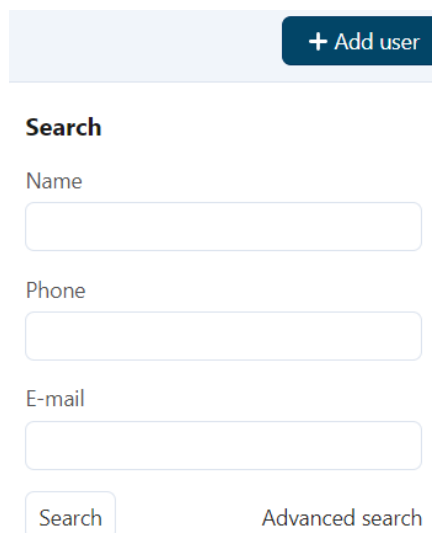 + Add user
Search
Name
Phone
E-mail
Search Advanced search